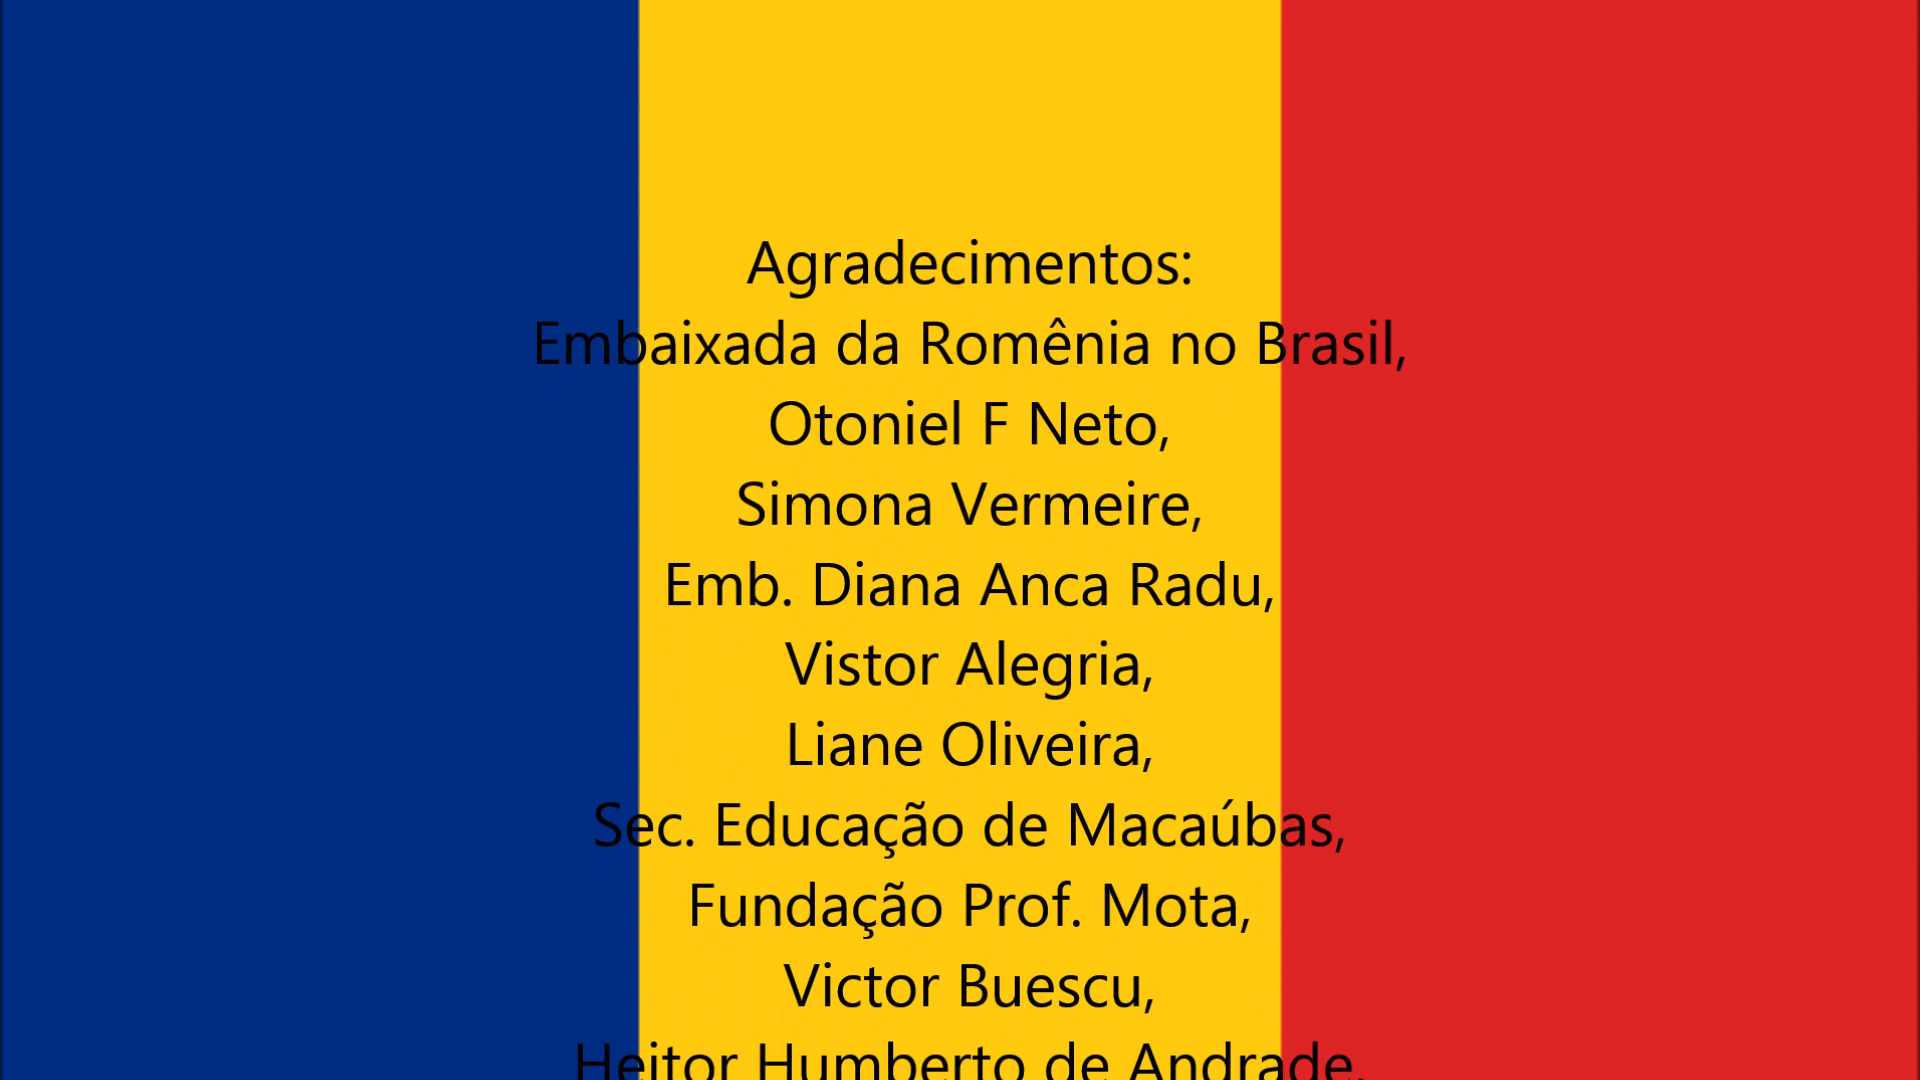 Agradecimentos:
Embaixada da Romênia no Brasil,
Otoniel F Neto,
Simona Vermeire,
Emb. Diana Anca Radu,
Vistor Alegria,
Liane Oliveira,
Sec. Educação de Macaúbas,
Fundação Prof. Mota,
Victor Buescu,
Heitor Humberto de Andrade,